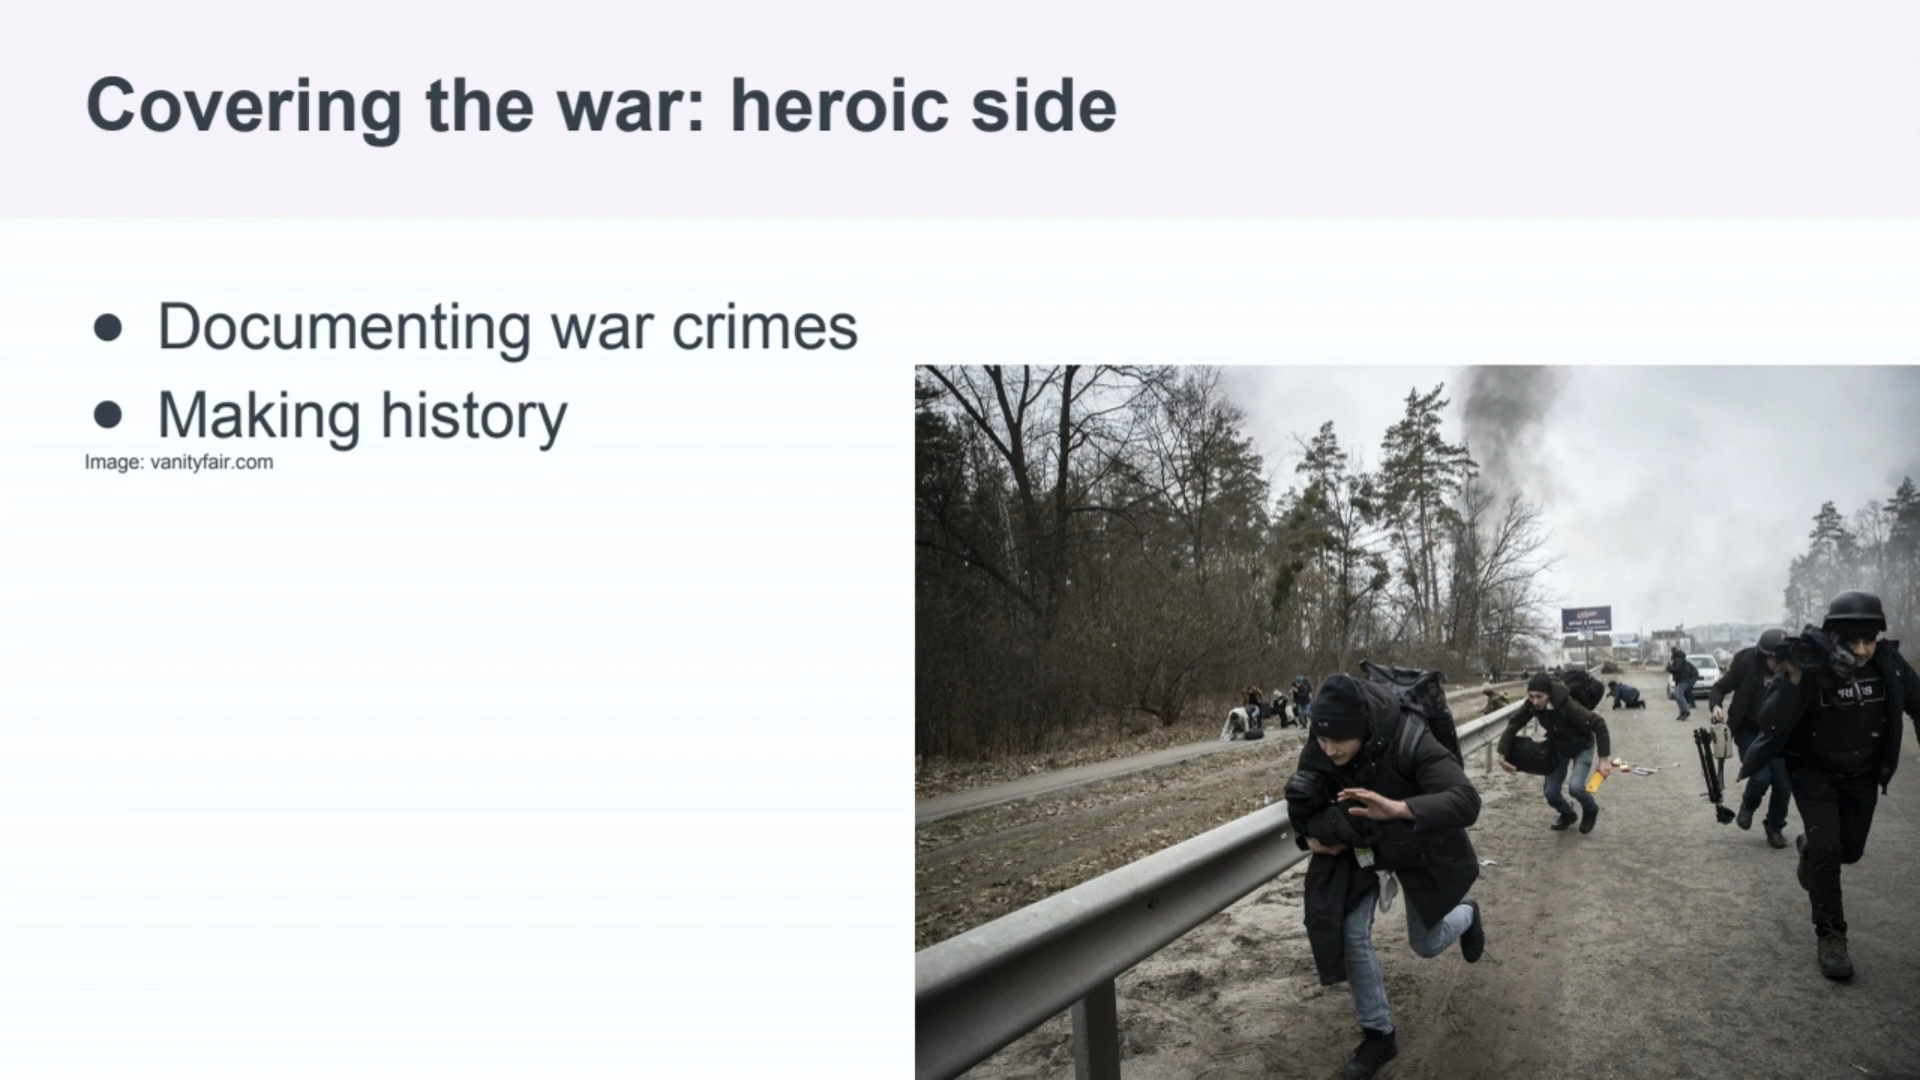 Covering the war: heroic side
● Documenting war crimes
● Making history
Image: vanityfair.com